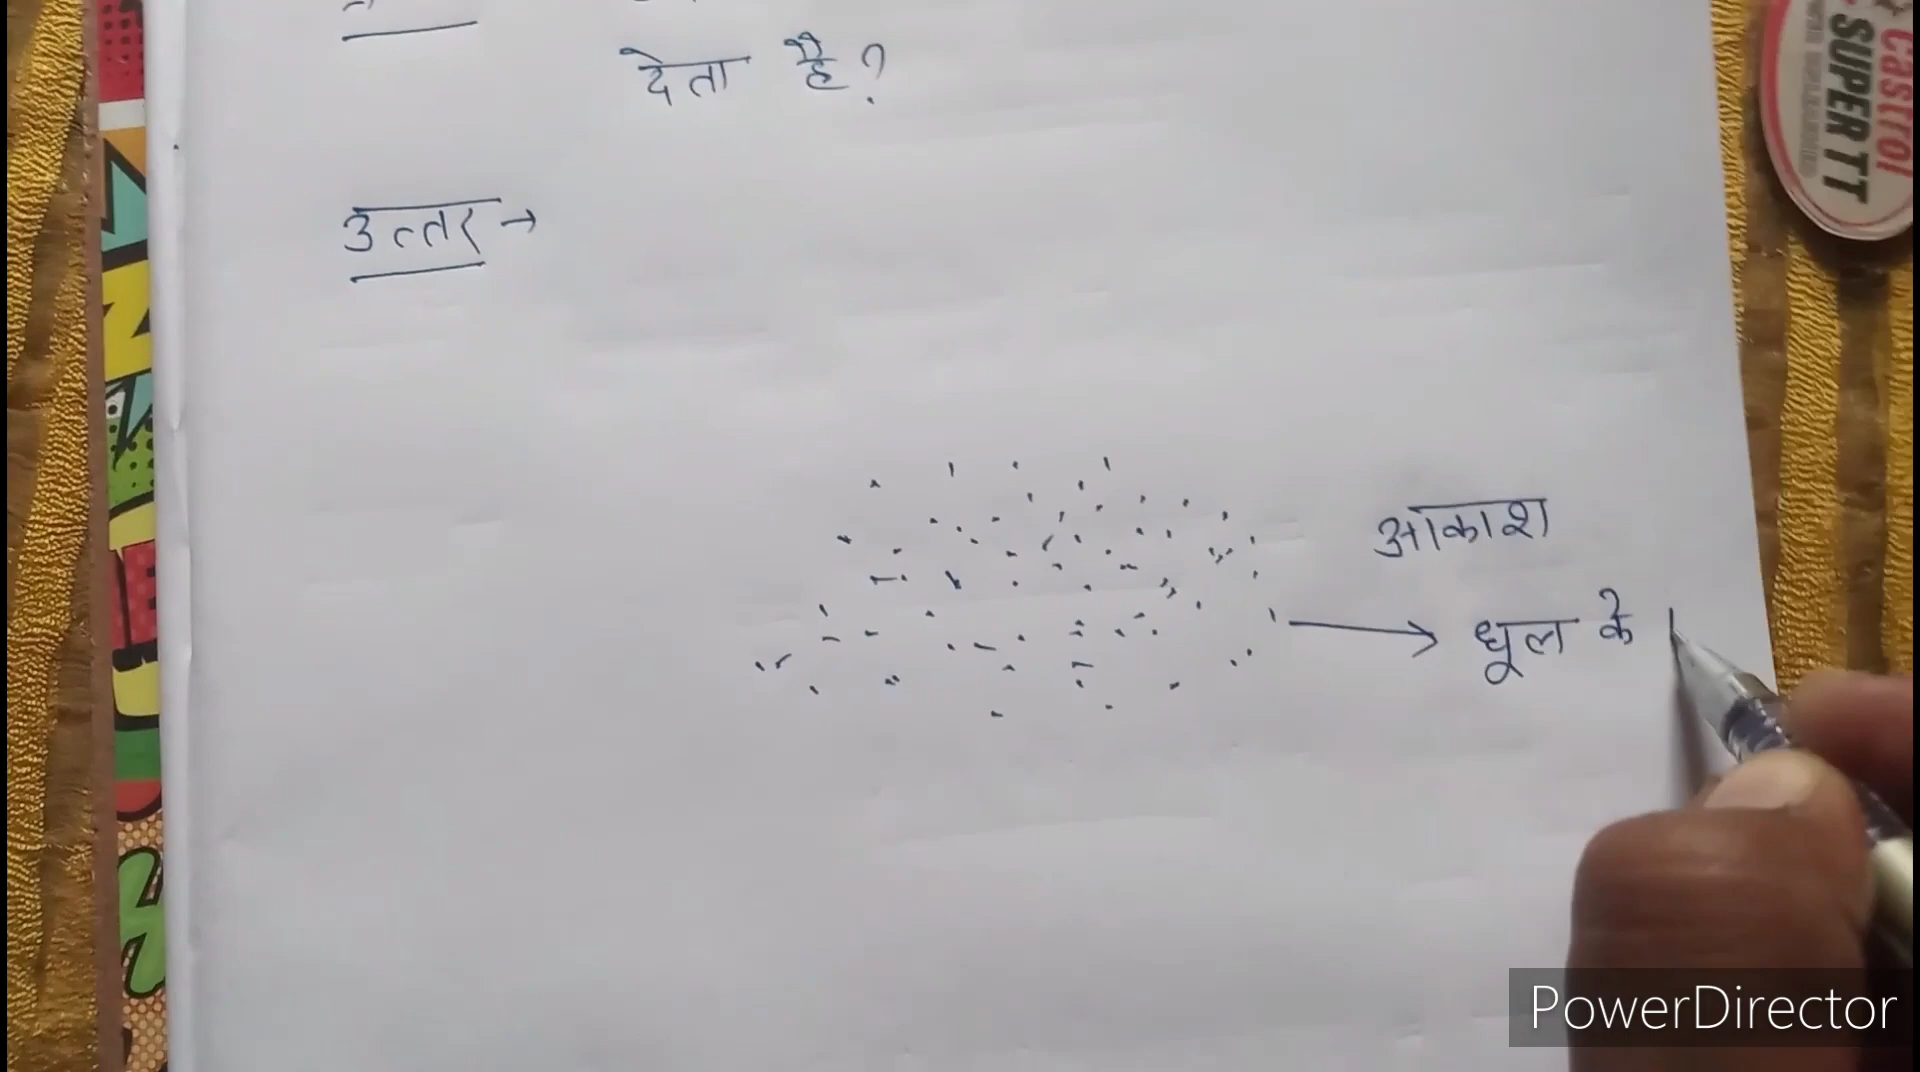 देता है?
उत्तर →
आकाश
→ धूल के
Castrol
SUPER TT
PowerDirector